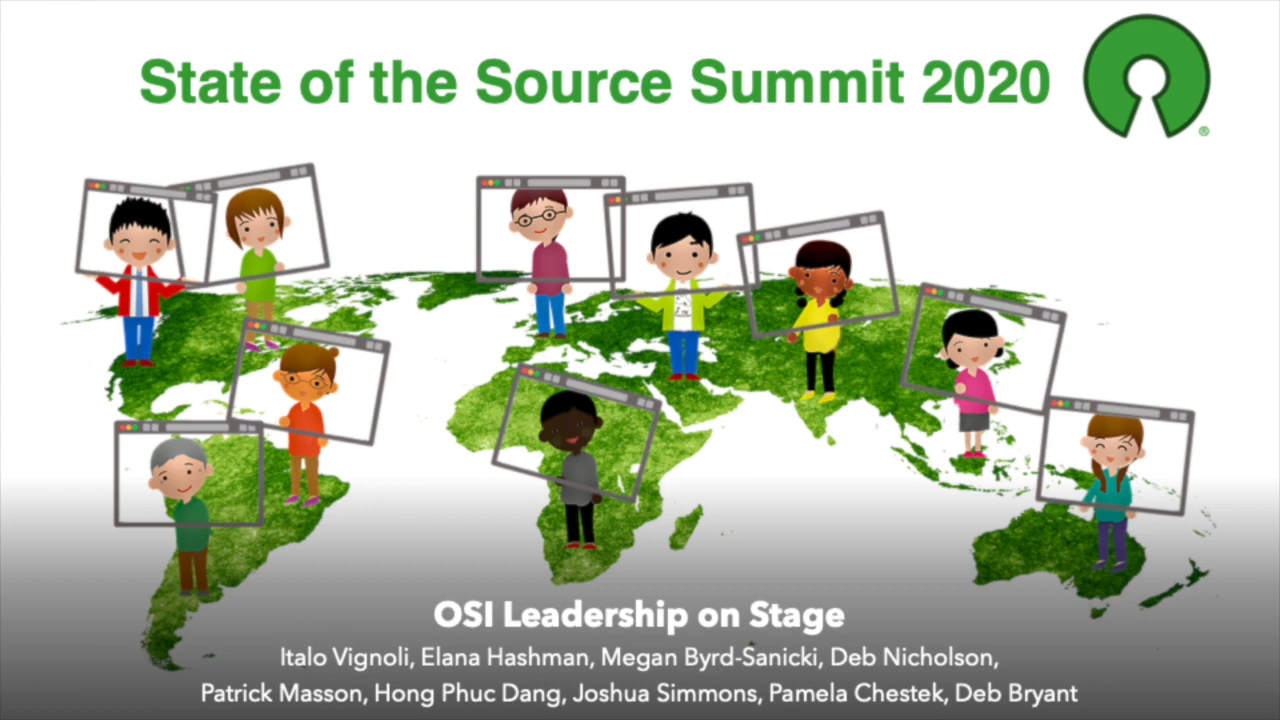 State of the Source Summit 2020
®
OSI Leadership on Stage
Italo Vignoli, Elana Hashman, Megan Byrd-Sanicki, Deb Nicholson,
Patrick Masson, Hong Phuc Dang, Joshua Simmons, Pamela Chestek, Deb Bryant